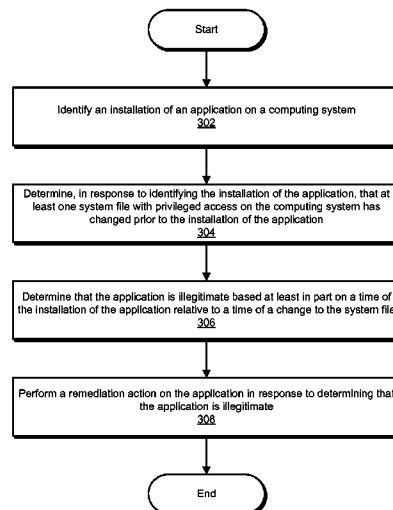 Start
Identify an installation of an application on a computing system
302
Determine, in response to identifying the installation of the application, that at
least one system file with privileged access on the computing system has
changed prior to the installation of the application
304
Determine that the application is illegitimate based at least in part on a time of
the installation of the application relative to a time of a change to the system file
306
Perform a remediation action on the application in response to determining that
the application is illegitimate
308
End